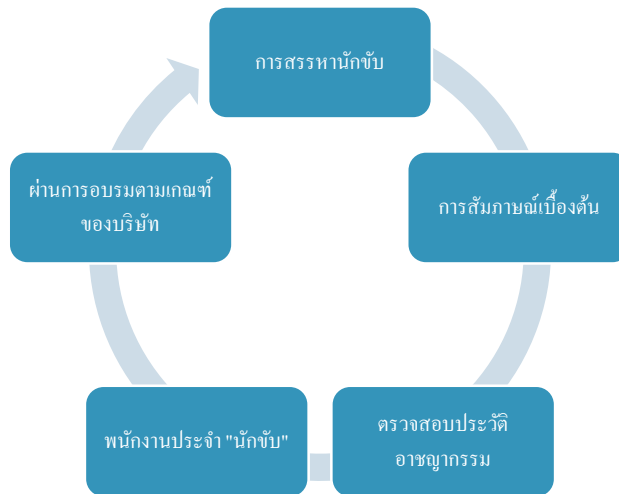 การสรรหานักขับ
การสัมภาษณ์เบื้องต้น
ตรวจสอบประวัติ
อาชญากรรม
พนักงานประจำ "นักขับ"
ผ่านการอบรมตามเกณฑ์
ของบริษัท